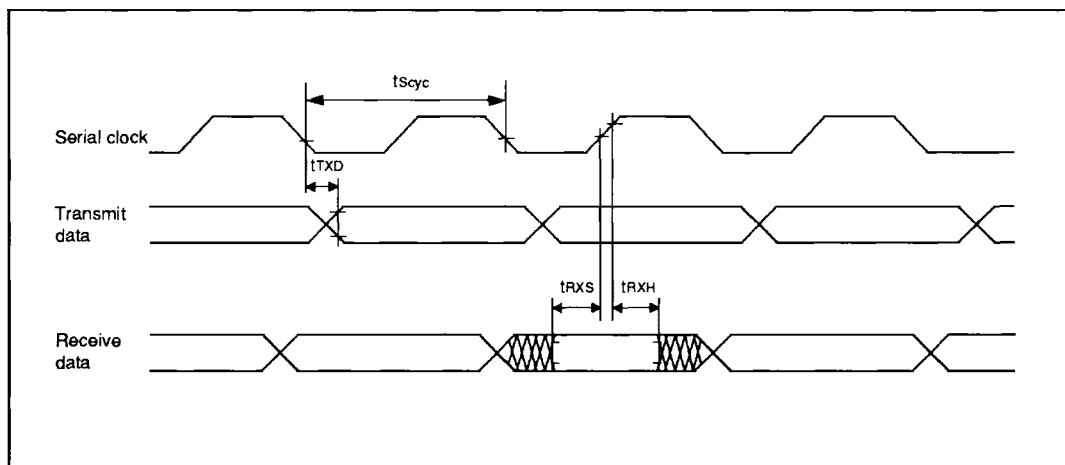 tScyc
Serial clock
tTXD
Transmit
data
tRXS
tRXH
Receive
data